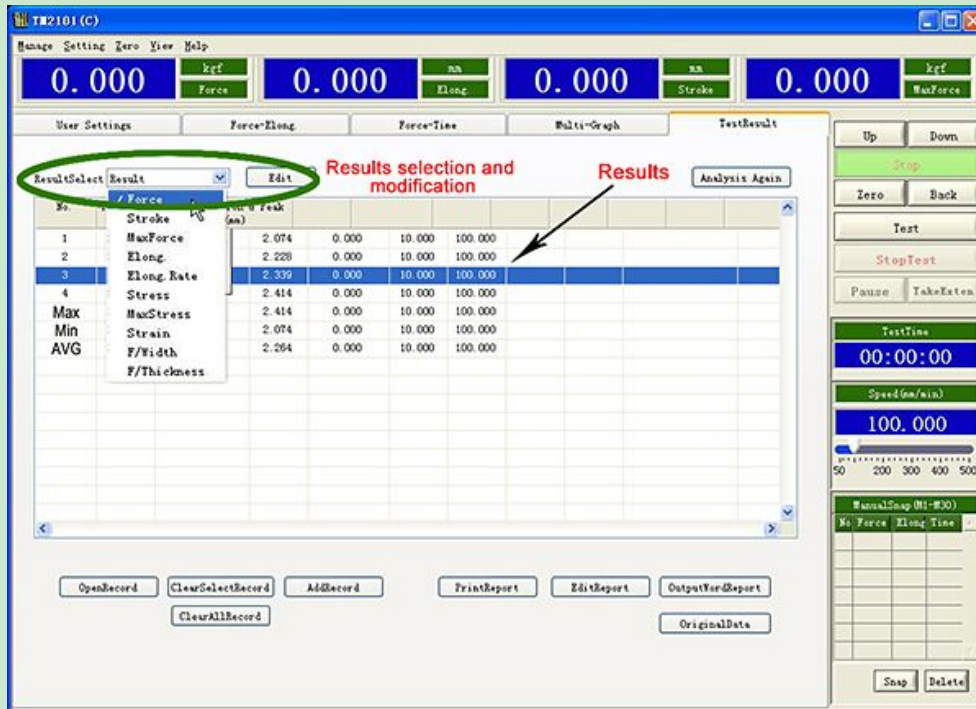 TM2101(C)
Manage Setting Zero View Help
0.000 kgf Force 0.000 mm Elong. 0.000 mm Stroke 0.000 kgf MaxForce
User Settings Force-Elong. Force-Time Multi-Graph TestResult
ResultSelect Result Edit
Results selection and
modification
Results
Analysis Again
No. Peak
(mm)
1 2.074 0.000 10.000 100.000
2 2.228 0.000 10.000 100.000
3 2.339 0.000 10.000 100.000
4 2.414 0.000 10.000 100.000
Max 2.414 0.000 10.000 100.000
Min 2.074 0.000 10.000 100.000
AVG 2.264 0.000 10.000 100.000
✓ Force
Stroke
MaxForce
Elong.
Elong.Rate
Stress
MaxStress
Strain
F/Width
F/Thickness
OpenRecord ClearSelectRecord AddRecord PrintReport EditReport OutputWordReport
ClearAllRecord OriginalData
Up Down
Stop
Zero Back
Test
StopTest
Pause TakeExten
TestTime
00:00:00
Speed(mm/min)
100.000
50 200 300 400 500
ManualSnap(M1-M30)
No Force Elong Time
Snap Delete